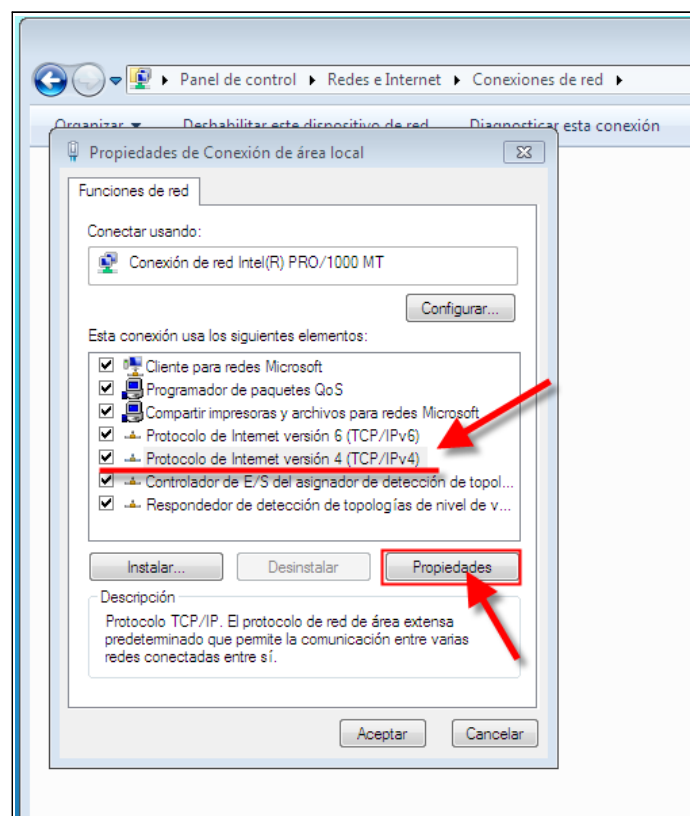 Panel de control ▸ Redes e Internet ▸ Conexiones de red ▸
Organizar Deshabilitar este dispositivo de red Diagnosticar esta conexión
Propiedades de Conexión de área local
Funciones de red
Conectar usando:
Conexión de red Intel(R) PRO/1000 MT
Configurar...
Esta conexión usa los siguientes elementos:
Cliente para redes Microsoft
Programador de paquetes QoS
Compartir impresoras y archivos para redes Microsoft
Protocolo de Internet versión 6 (TCP/IPv6)
Protocolo de Internet versión 4 (TCP/IPv4)
Controlador de E/S del asignador de detección de topol...
Respondedor de detección de topologías de nivel de v...
Instalar... Desinstalar Propiedades
Descripción
Protocolo TCP/IP. El protocolo de red de área extensa
predeterminado que permite la comunicación entre varias
redes conectadas entre sí.
Aceptar Cancelar